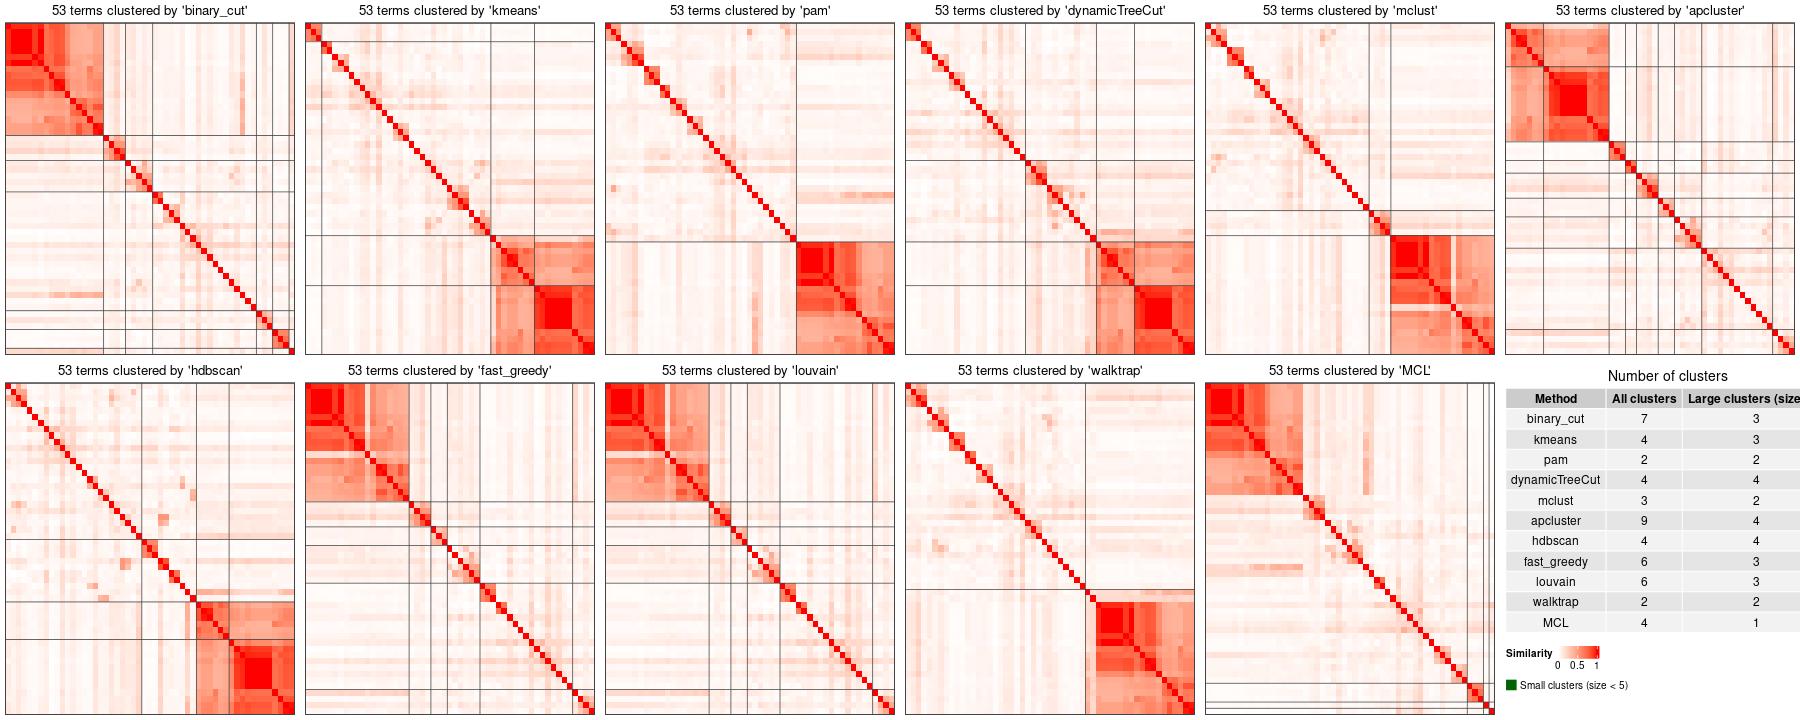 53 terms clustered by 'binary_cut'
53 terms clustered by 'kmeans'
53 terms clustered by 'pam'
53 terms clustered by 'dynamicTreeCut'
53 terms clustered by 'mclust'
53 terms clustered by 'apcluster'
53 terms clustered by 'hdbscan'
53 terms clustered by 'fast_greedy'
53 terms clustered by 'louvain'
53 terms clustered by 'walktrap'
53 terms clustered by 'MCL'
Number of clusters
Method All clusters Large clusters (size
binary_cut 7 3
kmeans 4 3
pam 2 2
dynamicTreeCut 4 4
mclust 3 2
apcluster 9 4
hdbscan 4 4
fast_greedy 6 3
louvain 6 3
walktrap 2 2
MCL 4 1
Similarity
0 0.5 1
Small clusters (size < 5)